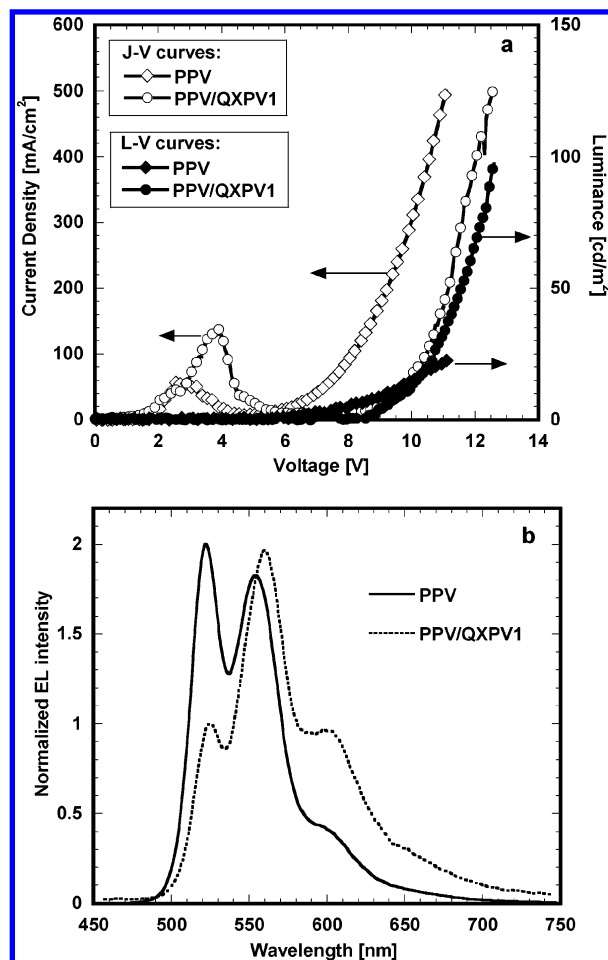 a
J-V curves:
PPV
PPV/QXPV1
L-V curves:
PPV
PPV/QXPV1
Current Density [mA/cm²]
600
500
400
300
200
100
0
Luminance [cd/m²]
150
100
50
0
0 2 4 6 8 10 12 14
Voltage [V]
b
PPV
PPV/QXPV1
Normalized EL intensity
2
1.5
1
0.5
0
450 500 550 600 650 700 750
Wavelength [nm]